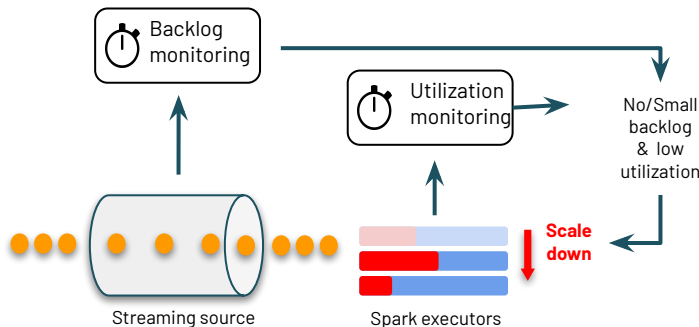 Backlog
monitoring
Utilization
monitoring
No/Small
backlog
& low
utilization
Scale
down
Streaming source
Spark executors